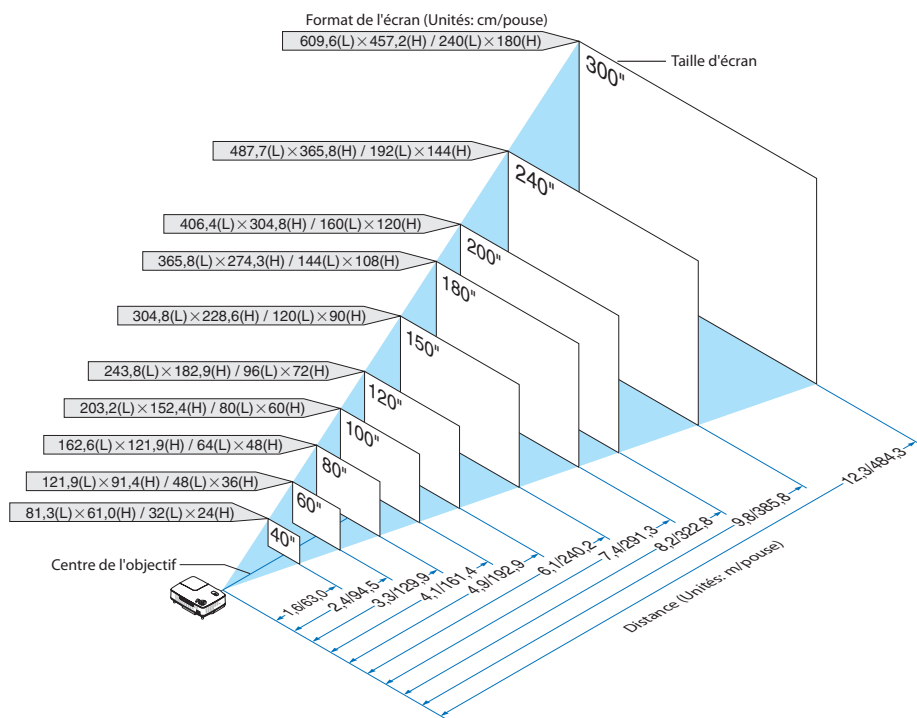 Format de l'écran (Unités: cm/pouse)
609,6(L)×457,2(H) / 240(L)×180(H)
Taille d'écran
300"
487,7(L)×365,8(H) / 192(L)×144(H)
240"
406,4(L)×304,8(H) / 160(L)×120(H)
200"
365,8(L)×274,3(H) / 144(L)×108(H)
180"
304,8(L)×228,6(H) / 120(L)×90(H)
150"
243,8(L)×182,9(H) / 96(L)×72(H)
120"
203,2(L)×152,4(H) / 80(L)×60(H)
100"
162,6(L)×121,9(H) / 64(L)×48(H)
80"
121,9(L)×91,4(H) / 48(L)×36(H)
60"
81,3(L)×61,0(H) / 32(L)×24(H)
40"
Centre de l'objectif
1,6/63,0
2,4/94,5
3,3/129,9
4,1/161,4
4,9/192,9
6,1/240,2
7,4/291,3
8,2/322,8
9,8/385,8
12,3/484,3
Distance (Unités: m/pouse)